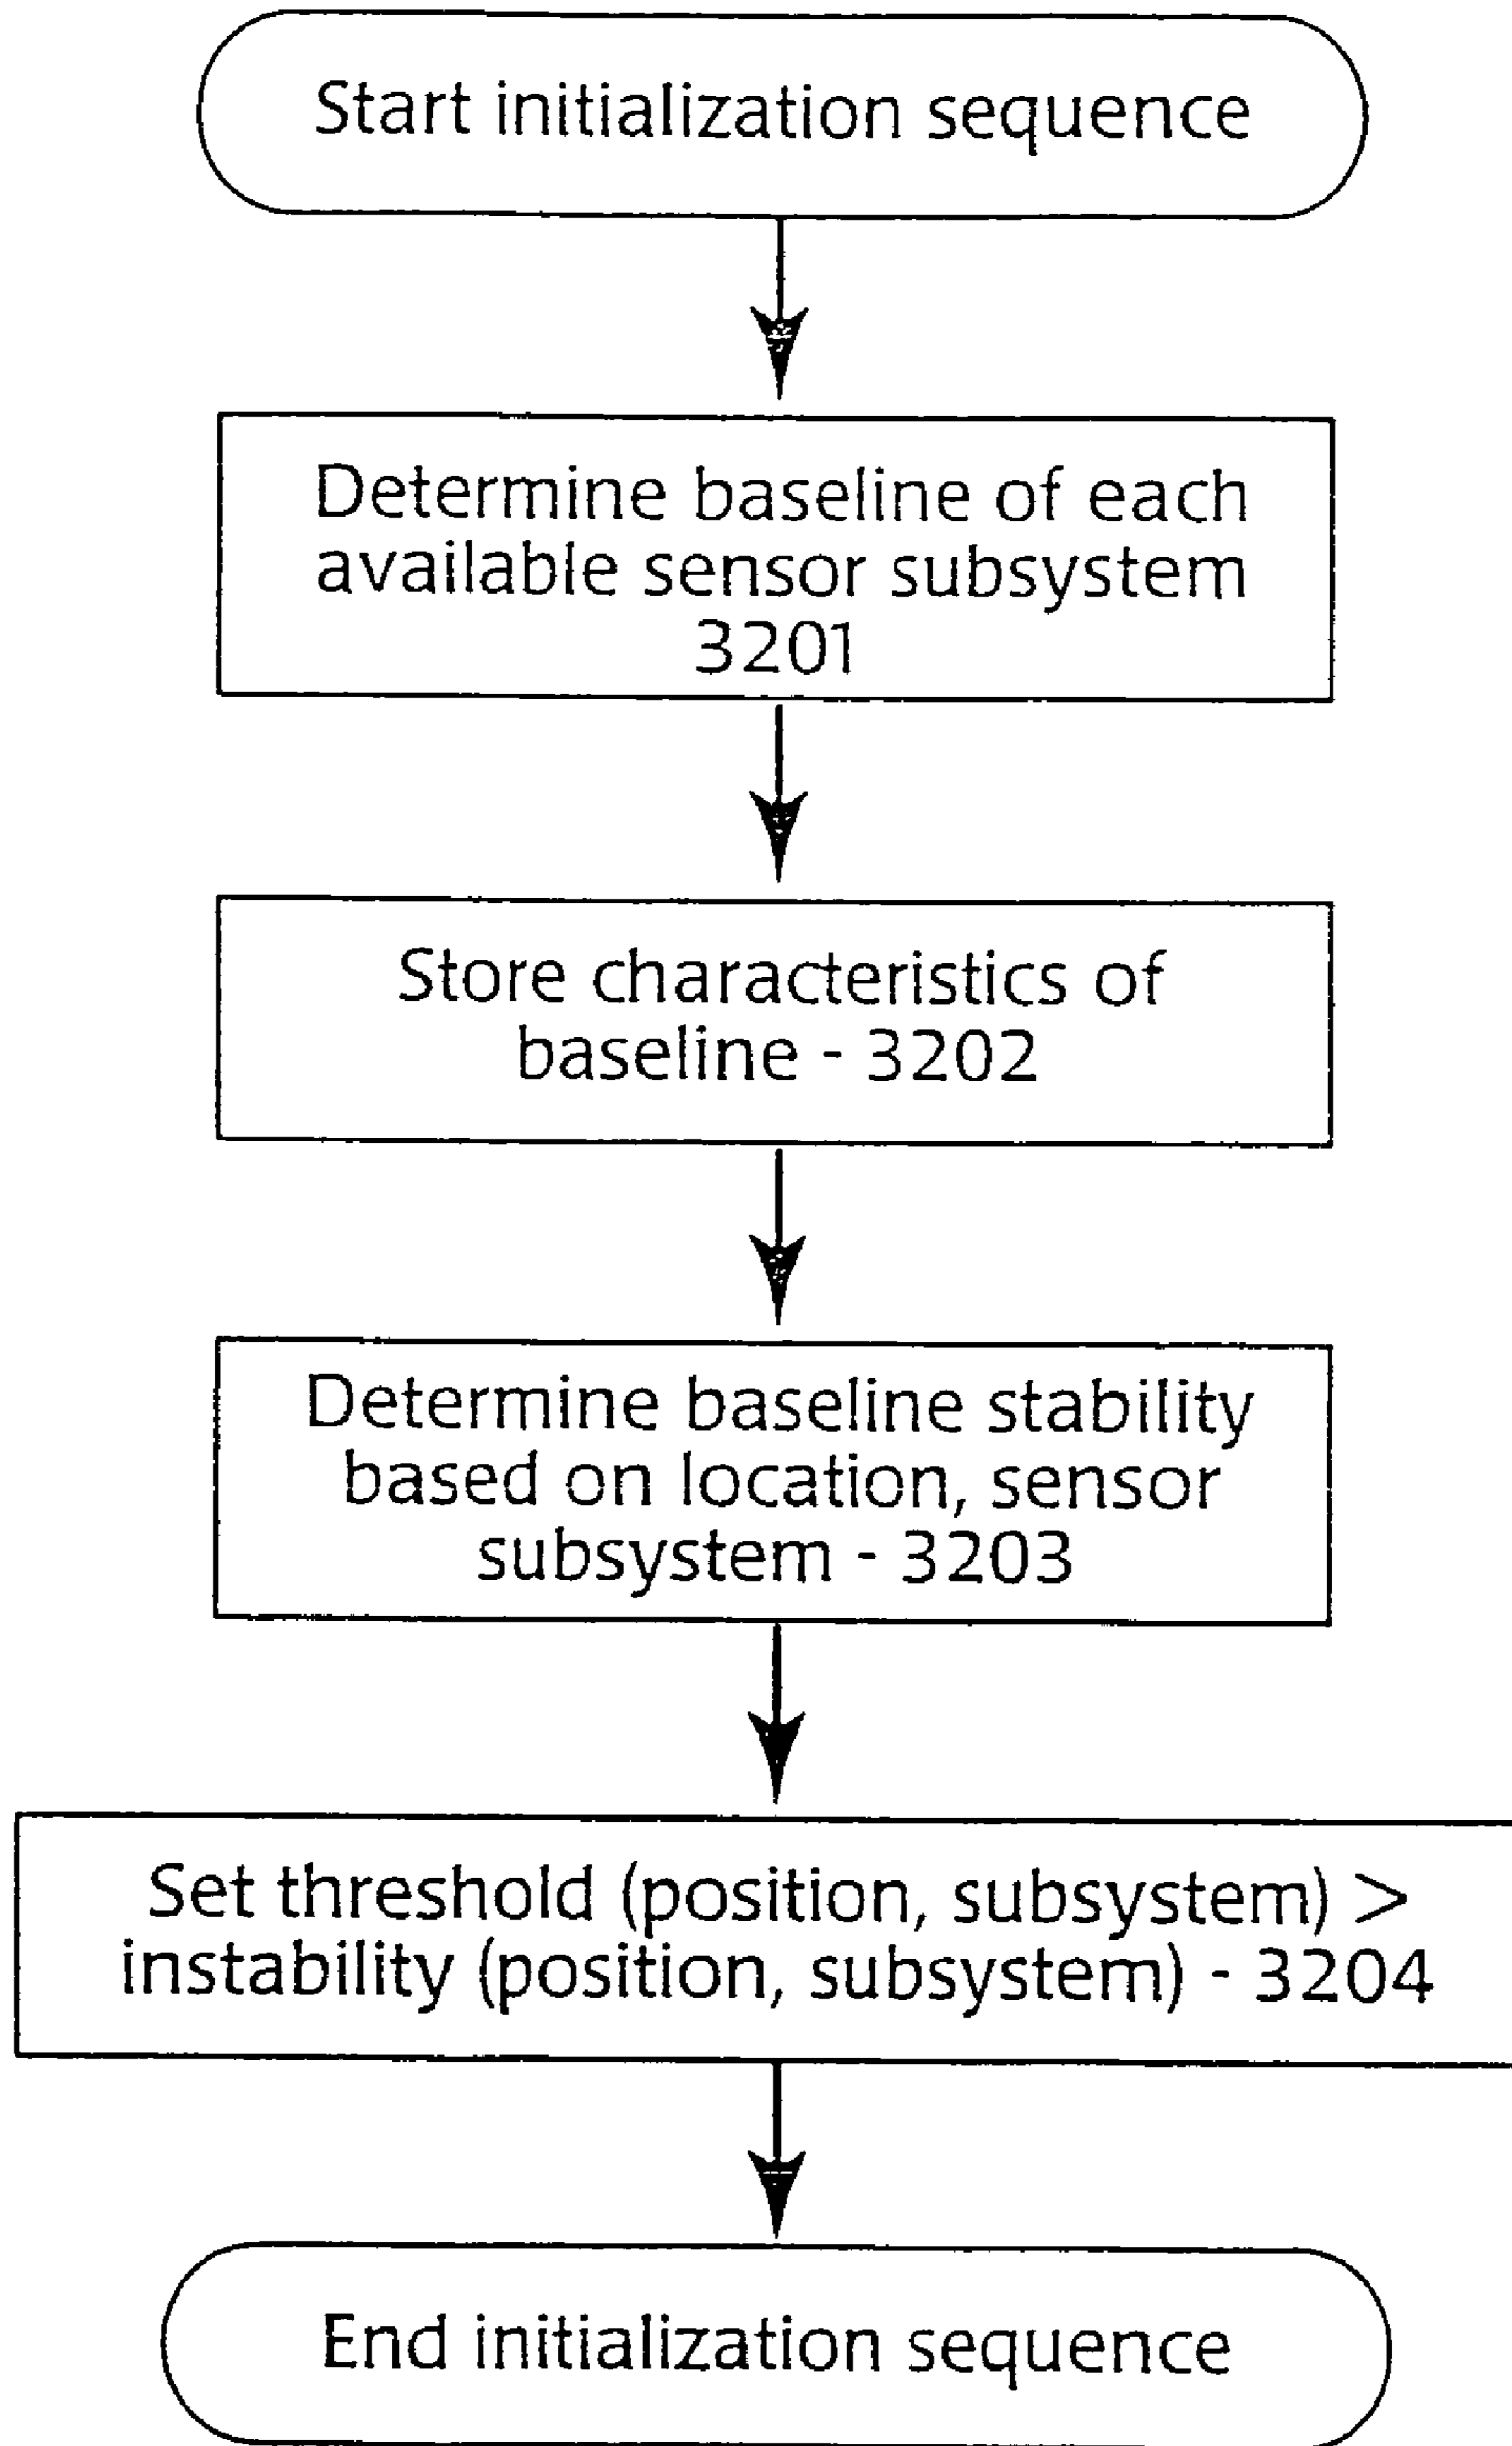 Start initialization sequence
Determine baseline of each
available sensor subsystem
3201
Store characteristics of
baseline - 3202
Determine baseline stability
based on location, sensor
subsystem - 3203
Set threshold (position, subsystem) >
instability (position, subsystem) - 3204
End initialization sequence